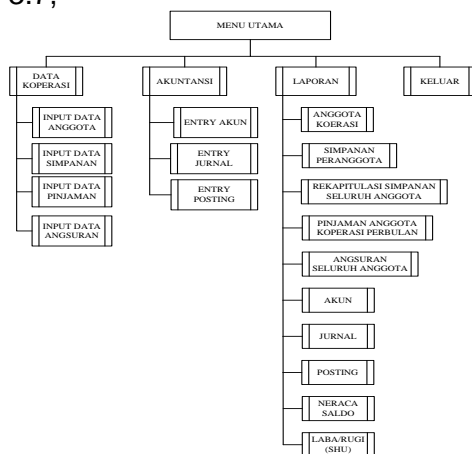 3.7;
MENU UTAMA
DATA
KOPERASI
AKUNTANSI
LAPORAN
KELUAR
INPUT DATA
ANGGOTA
INPUT DATA
SIMPANAN
INPUT DATA
PINJAMAN
INPUT DATA
ANGSURAN
ENTRY AKUN
ENTRY
JURNAL
ENTRY
POSTING
ANGGOTA
KOERASI
SIMPANAN
PERANGGOTA
REKAPITULASI SIMPANAN
SELURUH ANGGOTA
PINJAMAN ANGGOTA
KOPERASI PERBULAN
ANGSURAN
SELURUH ANGGOTA
AKUN
JURNAL
POSTING
NERACA
SALDO
LABA/RUGI
(SHU)